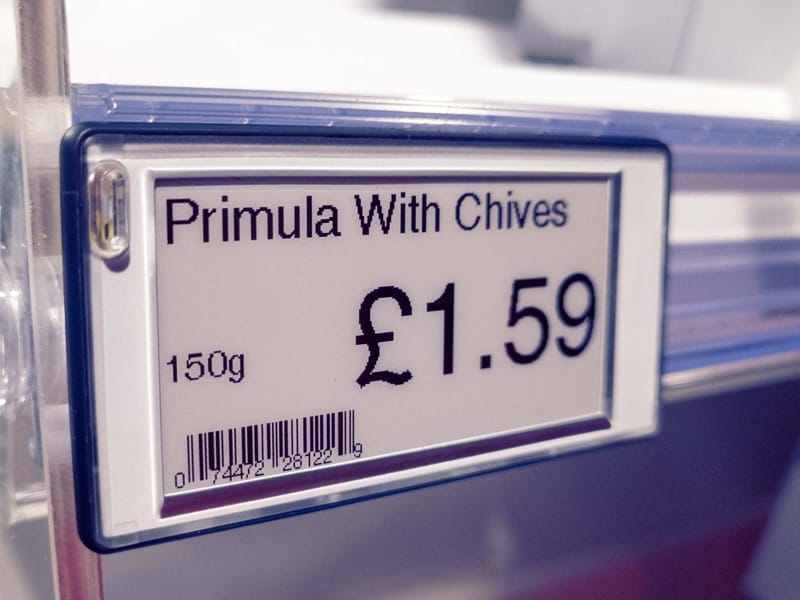 Primula With Chives
£1.59
150g
0 74472 28122 9